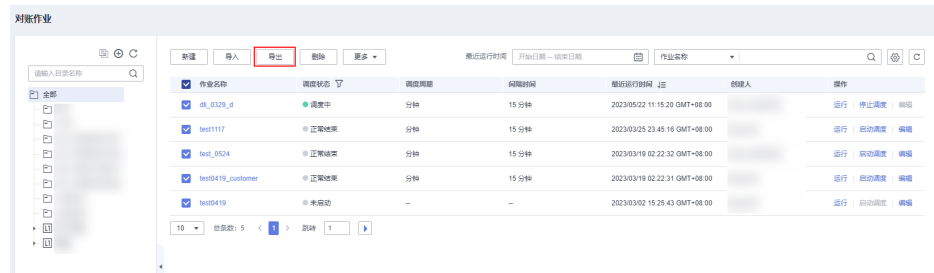 对账作业
请输入目录名称
全部
新建 导入 导出 删除 更多 最近运行时间 开始日期 – 结束日期 作业名称
作业名称 调度状态 调度周期 间隔时间 最近运行时间 创建人 操作
dli_0329_d 调度中 分钟 15 分钟 2023/05/22 11:15:20 GMT+08:00 运行 停止调度 编辑
test1117 正常结束 分钟 15 分钟 2023/03/25 23:45:16 GMT+08:00 运行 启动调度 编辑
test_0524 正常结束 分钟 15 分钟 2023/03/19 02:22:32 GMT+08:00 运行 启动调度 编辑
test0419_customer 正常结束 分钟 15 分钟 2023/03/19 02:22:31 GMT+08:00 运行 启动调度 编辑
test0419 未启动 – – 2023/03/02 15:25:43 GMT+08:00 运行 启动调度 编辑
10 总条数: 5 < 1 > 跳转 1